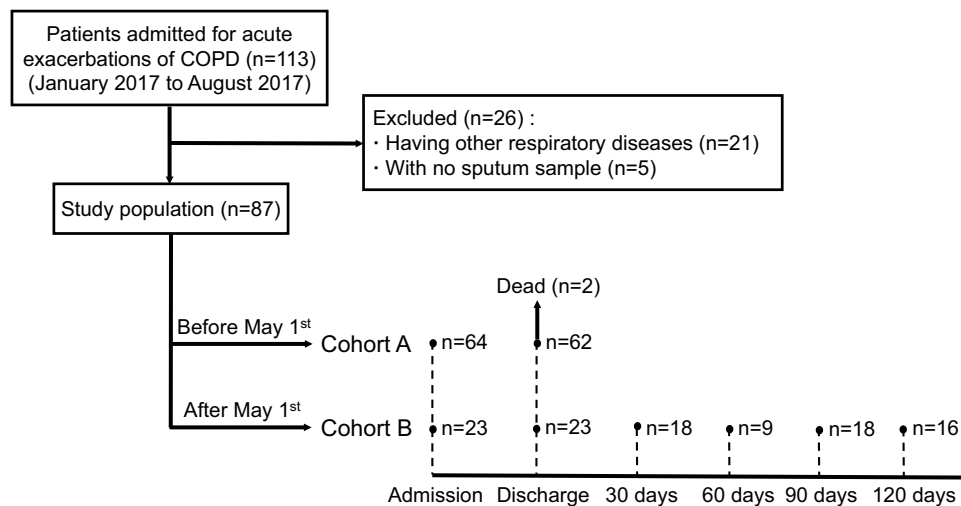 Patients admitted for acute
exacerbations of COPD (n=113)
(January 2017 to August 2017)
Excluded (n=26) :
· Having other respiratory diseases (n=21)
· With no sputum sample (n=5)
Study population (n=87)
Dead (n=2)
Before May 1st
Cohort A
n=64
n=62
After May 1st
Cohort B
n=23
n=23
n=18
n=9
n=18
n=16
Admission
Discharge
30 days
60 days
90 days
120 days